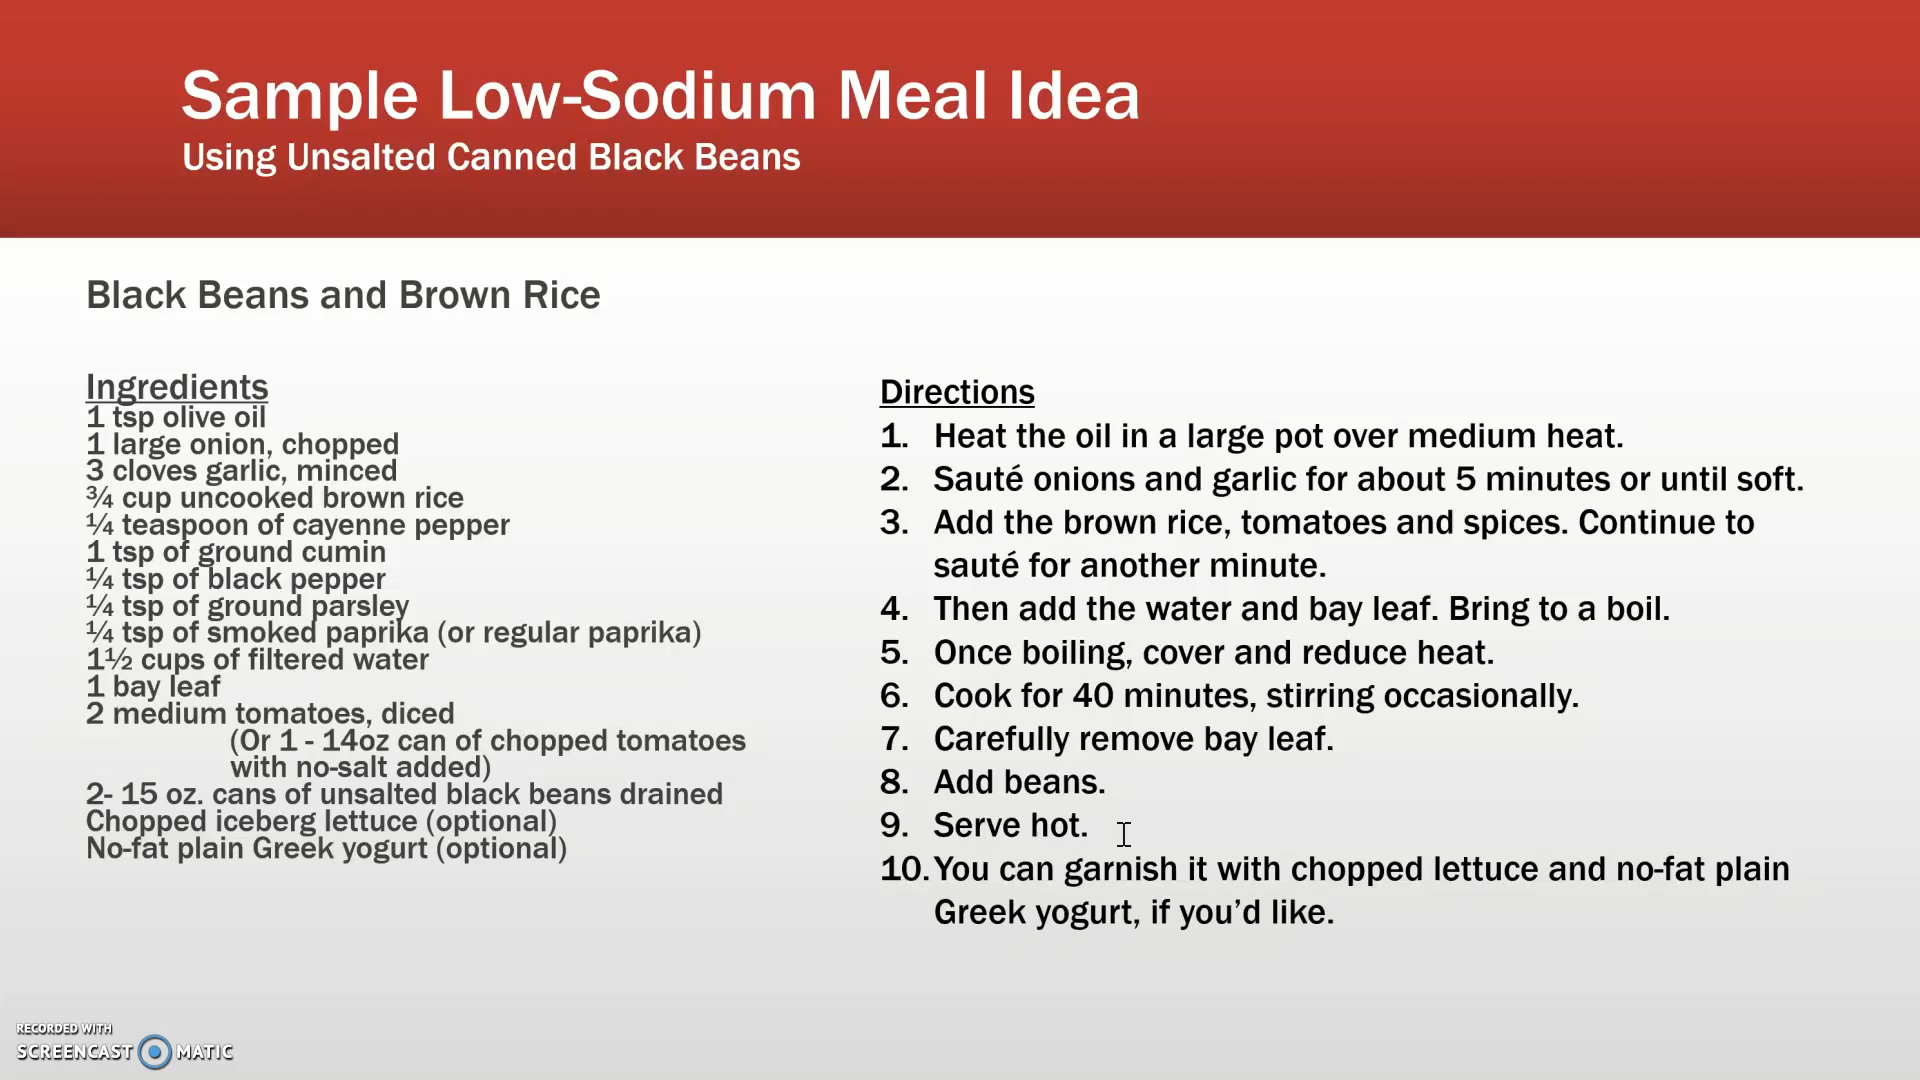 Sample Low-Sodium Meal Idea
Using Unsalted Canned Black Beans
Black Beans and Brown Rice
Ingredients
1 tsp olive oil
1 large onion, chopped
3 cloves garlic, minced
¾ cup uncooked brown rice
¼ teaspoon of cayenne pepper
1 tsp of ground cumin
¼ tsp of black pepper
¼ tsp of ground parsley
¼ tsp of smoked paprika (or regular paprika)
1½ cups of filtered water
1 bay leaf
2 medium tomatoes, diced
(Or 1 - 14oz can of chopped tomatoes
with no-salt added)
2- 15 oz. cans of unsalted black beans drained
Chopped iceberg lettuce (optional)
No-fat plain Greek yogurt (optional)
Directions
1. Heat the oil in a large pot over medium heat.
2. Sauté onions and garlic for about 5 minutes or until soft.
3. Add the brown rice, tomatoes and spices. Continue to
sauté for another minute.
4. Then add the water and bay leaf. Bring to a boil.
5. Once boiling, cover and reduce heat.
6. Cook for 40 minutes, stirring occasionally.
7. Carefully remove bay leaf.
8. Add beans.
9. Serve hot.
10. You can garnish it with chopped lettuce and no-fat plain
Greek yogurt, if you’d like.
RECORDED WITH
SCREENCAST MATIC